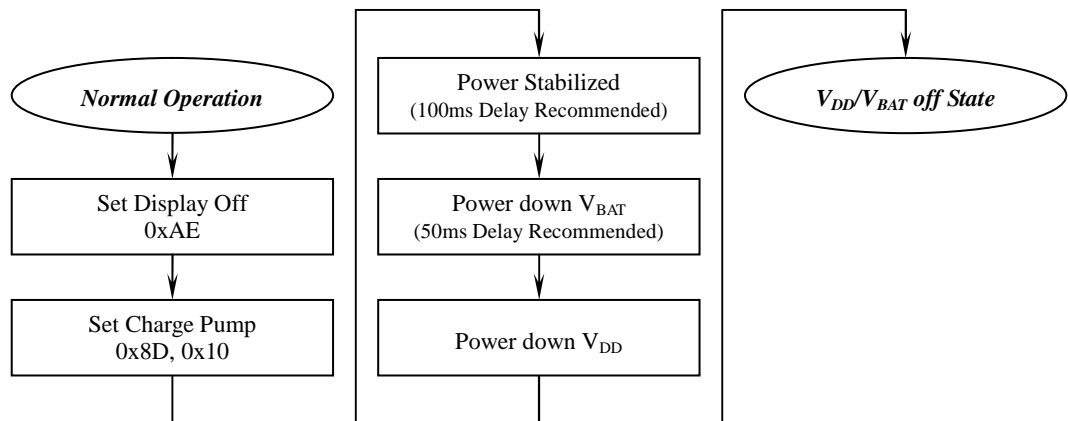 Normal Operation
Set Display Off
0xAE
Set Charge Pump
0x8D, 0x10
Power Stabilized
(100ms Delay Recommended)
Power down VBAT
(50ms Delay Recommended)
Power down VDD
VDD/VBAT off State